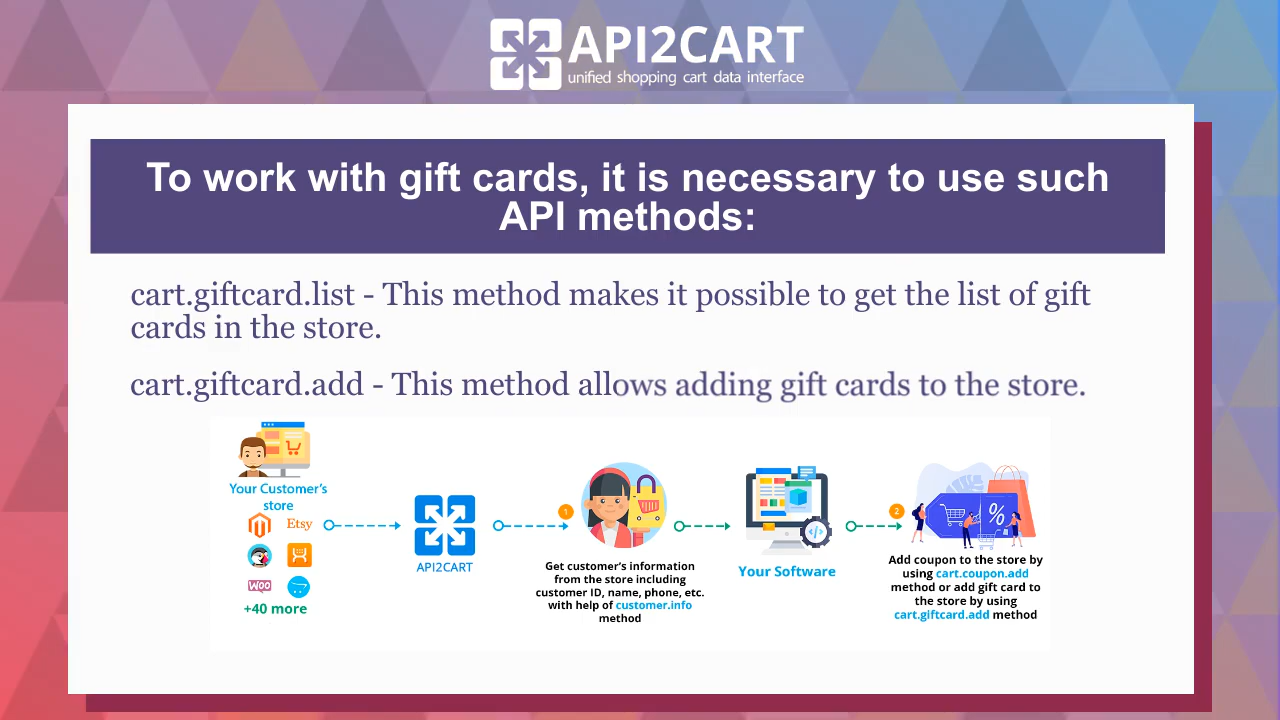 API2CART
unified shopping cart data interface
To work with gift cards, it is necessary to use such
API methods:
cart.giftcard.list - This method makes it possible to get the list of gift
cards in the store.
cart.giftcard.add - This method allows adding gift cards to the store.
Your Customer's
store
Etsy
WOO
+40 more
API2CART
1
Get customer's information
from the store including
customer ID, name, phone, etc.
with help of customer.info
method
Your Software
2
%
Add coupon to the store by
using cart.coupon.add
method or add gift card to
the store by using
cart.giftcard.add method